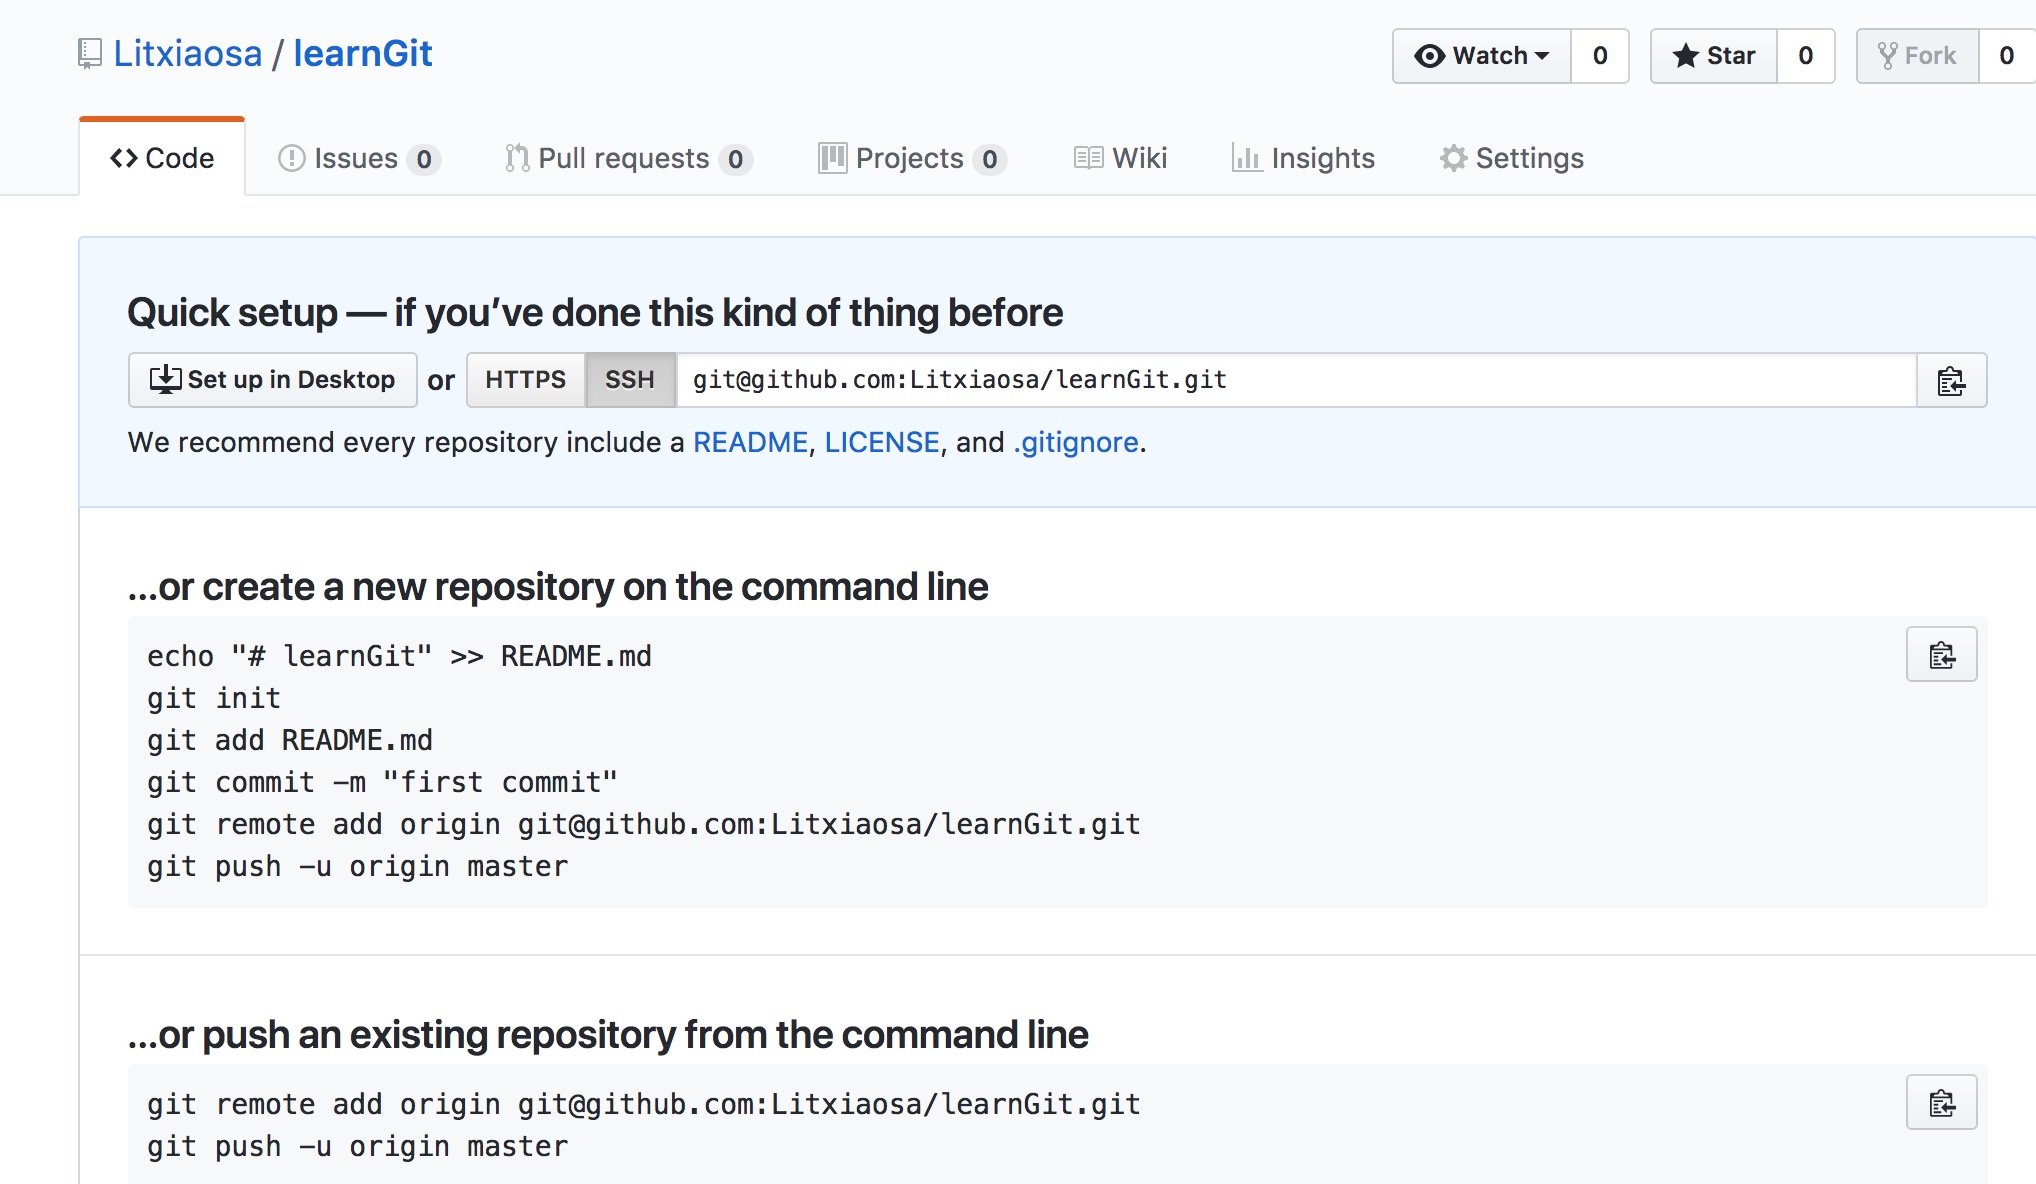 Litxiaosa / learnGit
Watch 0 Star 0 Fork 0
Code Issues 0 Pull requests 0 Projects 0 Wiki Insights Settings
Quick setup — if you’ve done this kind of thing before
Set up in Desktop or HTTPS SSH git@github.com:Litxiaosa/learnGit.git
We recommend every repository include a README, LICENSE, and .gitignore.
…or create a new repository on the command line
echo "# learnGit" >> README.md
git init
git add README.md
git commit -m "first commit"
git remote add origin git@github.com:Litxiaosa/learnGit.git
git push -u origin master
…or push an existing repository from the command line
git remote add origin git@github.com:Litxiaosa/learnGit.git
git push -u origin master